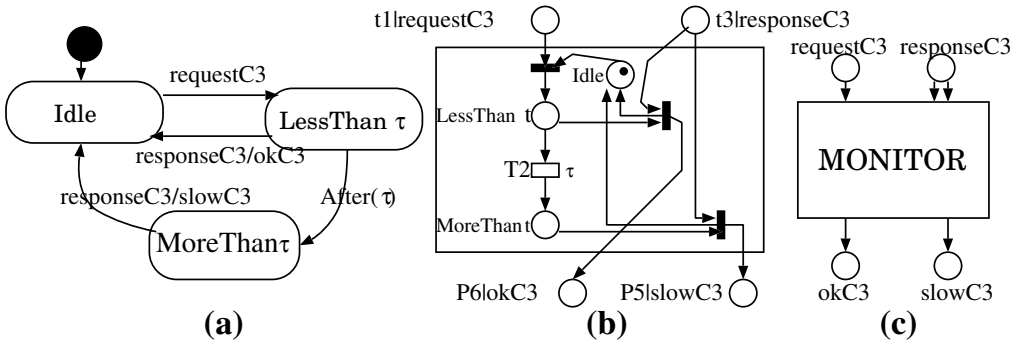 requestC3
Idle
LessThan τ
responseC3/okC3
responseC3/slowC3
After(τ)
MoreThanτ
(a)
t1|requestC3
t3|responseC3
Idle
LessThan t
T2 τ
MoreThan t
P6|okC3
P5|slowC3
(b)
requestC3
responseC3
MONITOR
okC3
slowC3
(c)